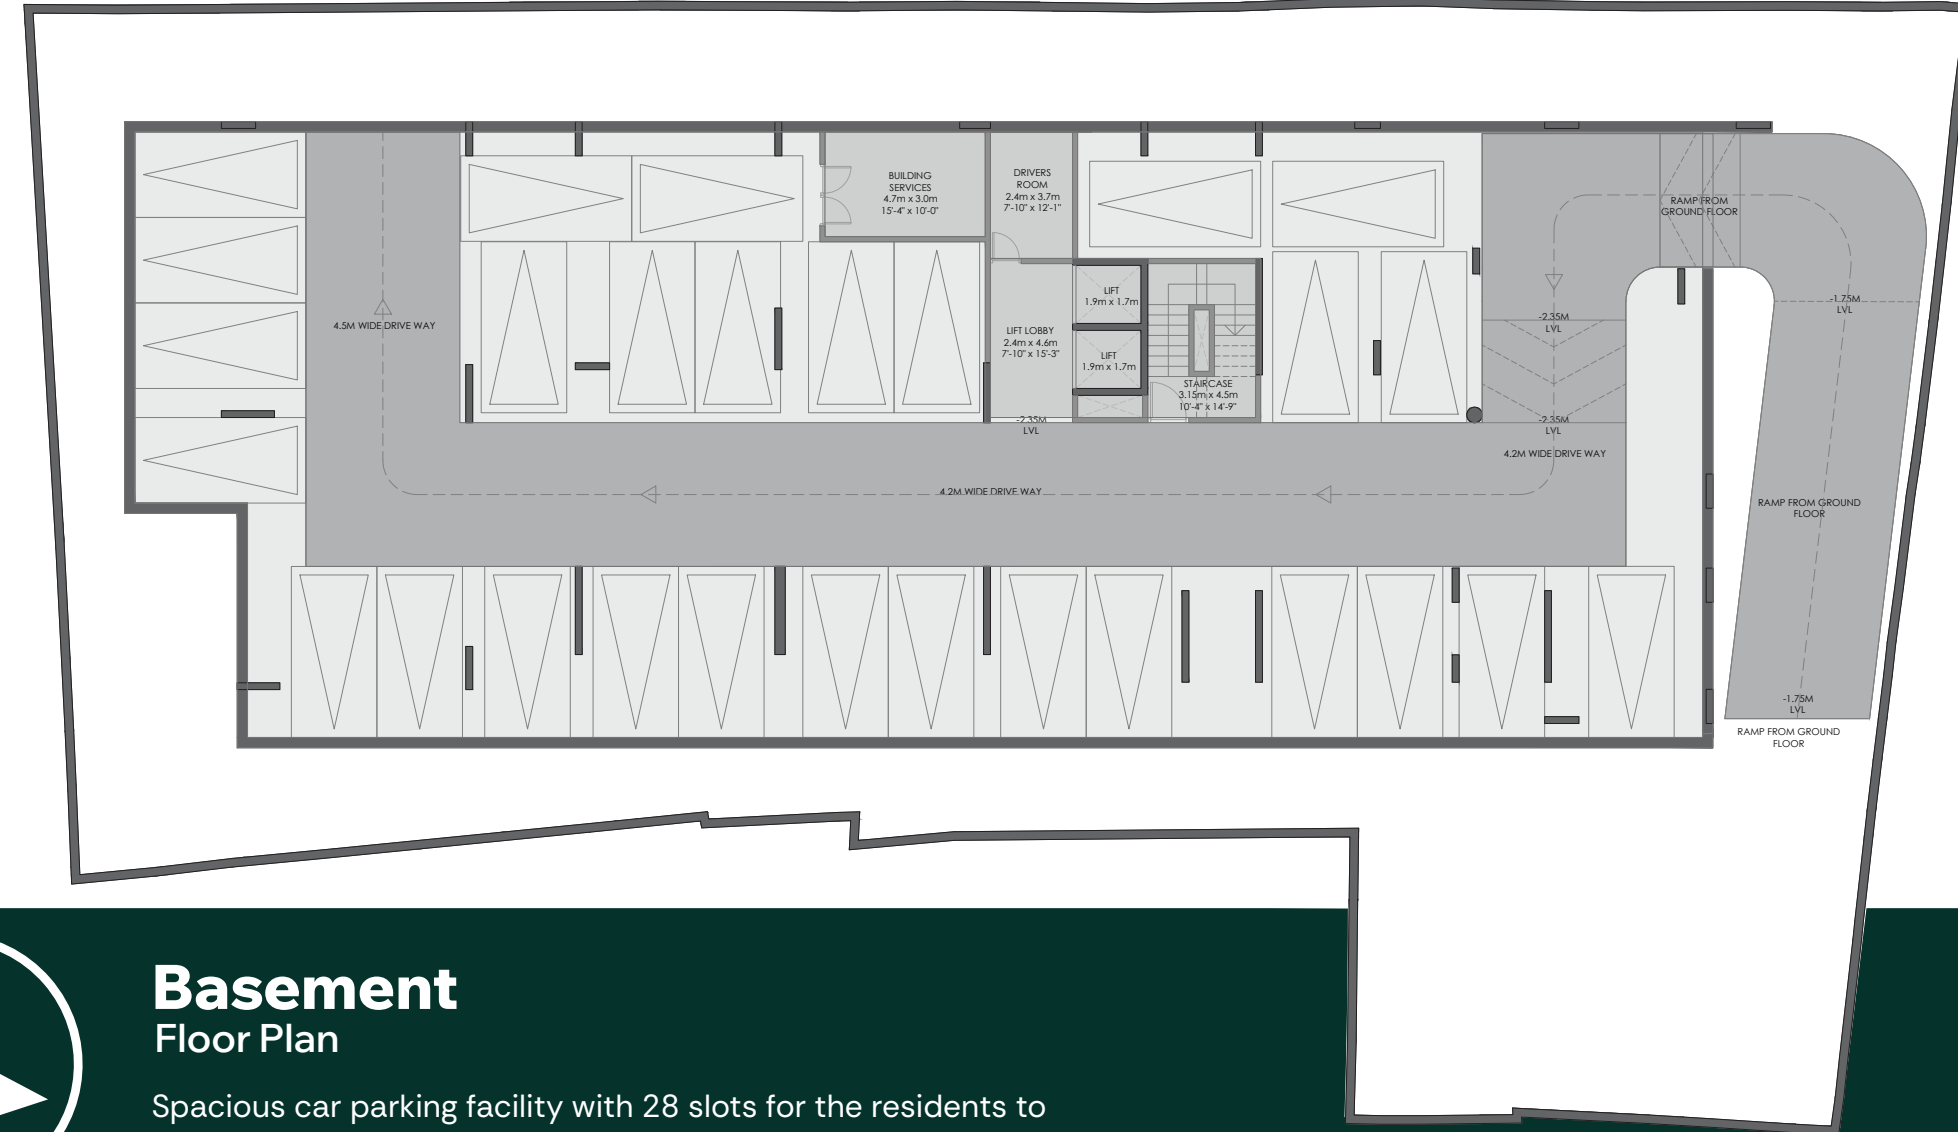 BUILDING
SERVICES
4.7m x 3.0m
15'-4" x 10'-0"
DRIVERS
ROOM
2.4m x 3.7m
7'-10" x 12'-1"
RAMP FROM
GROUND FLOOR
LIFT
1.9m x 1.7m
-1.75M
LVL
4.5M WIDE DRIVE WAY
LIFT LOBBY
2.4m x 4.6m
7'-10" x 15'-3"
-2.35M
LVL
LIFT
1.9m x 1.7m
STAIRCASE
3.15m x 4.5m
10'-4" x 14'-9"
-2.35M
LVL
-2.35M
LVL
4.2M WIDE DRIVE WAY
4.2M WIDE DRIVE WAY
RAMP FROM GROUND
FLOOR
-1.75M
LVL
RAMP FROM GROUND
FLOOR
Basement
Floor Plan
Spacious car parking facility with 28 slots for the residents to